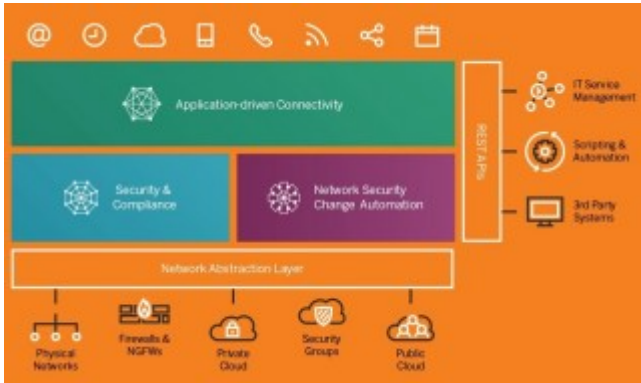 Application-driven Connectivity
Security &
Compliance
Network Security
Change Automation
Network Abstraction Layer
REST APIs
IT Service
Management
Scripting &
Automation
3rd Party
Systems
Physical
Networks
Firewalls &
NGFWs
Private
Cloud
Security
Groups
Public
Cloud